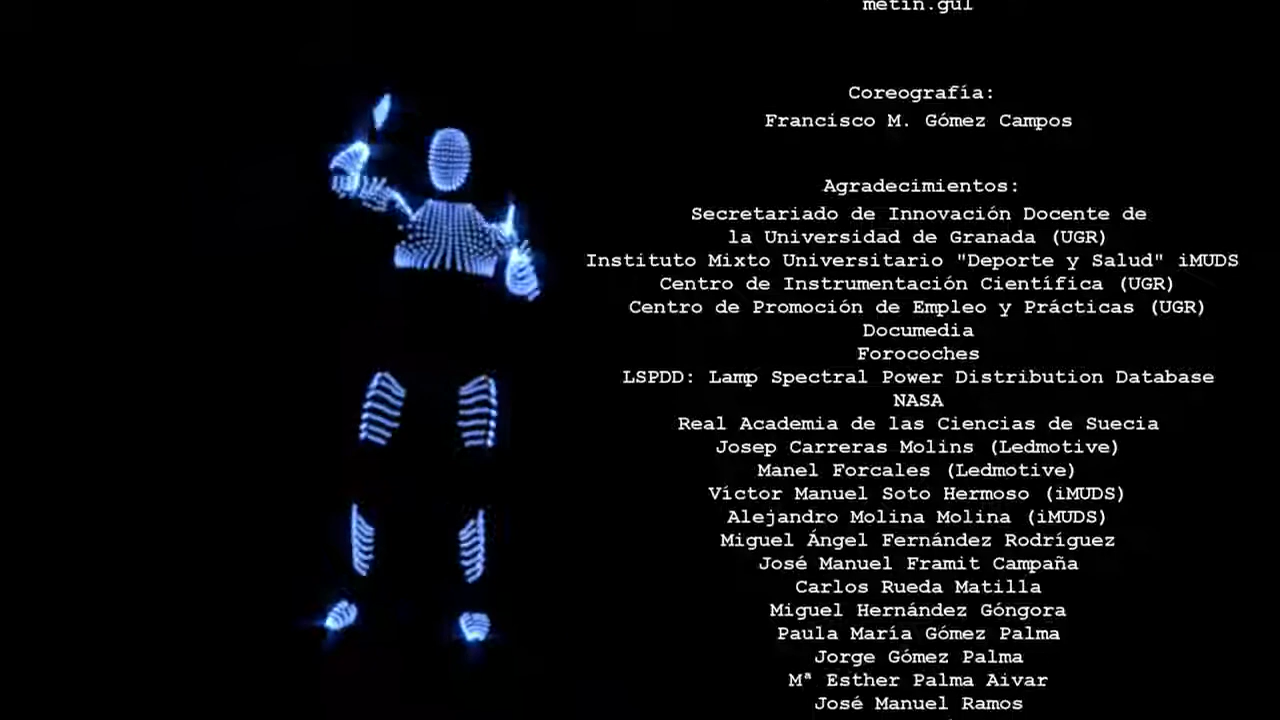 metin.gul
Coreografía:
Francisco M. Gómez Campos
Agradecimientos:
Secretariado de Innovación Docente de
la Universidad de Granada (UGR)
Instituto Mixto Universitario "Deporte y Salud" iMUDS
Centro de Instrumentación Científica (UGR)
Centro de Promoción de Empleo y Prácticas (UGR)
Documedia
Forocoches
LSPDD: Lamp Spectral Power Distribution Database
NASA
Real Academia de las Ciencias de Suecia
Josep Carreras Molins (Ledmotive)
Manel Forcales (Ledmotive)
Víctor Manuel Soto Hermoso (iMUDS)
Alejandro Molina Molina (iMUDS)
Miguel Ángel Fernández Rodríguez
José Manuel Framit Campaña
Carlos Rueda Matilla
Miguel Hernández Góngora
Paula María Gómez Palma
Jorge Gómez Palma
Mª Esther Palma Aivar
José Manuel Ramos